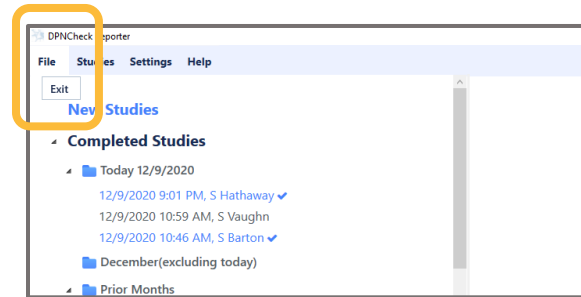 DPNCheck Reporter
File Studies Settings Help
Exit
New Studies
Completed Studies
Today 12/9/2020
12/9/2020 9:01 PM, S Hathaway
12/9/2020 10:59 AM, S Vaughn
12/9/2020 10:46 AM, S Barton
December(excluding today)
Prior Months